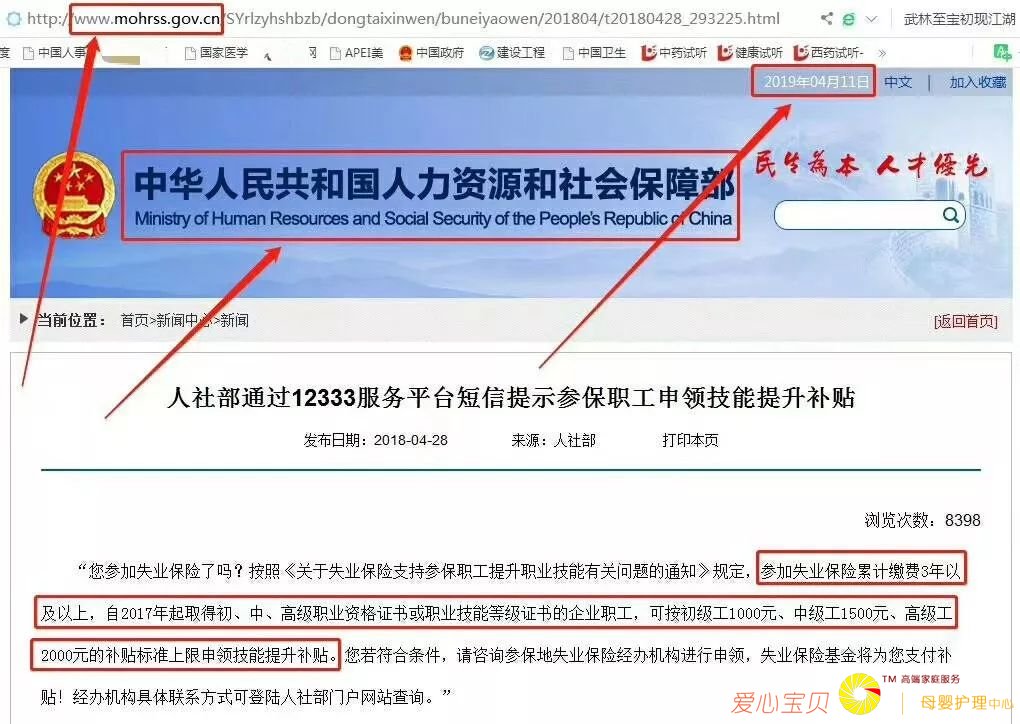 http://www.mohrss.gov.cn/SYrlzyhshbzb/dongtaixinwen/buneiyaowen/201804/t20180428_293225.html 武林至宝初现江湖
度 中国人事 国家医学 APEI美 中国政府 建设工程 中国卫生 中药试听 健康试听 西药试听- »
2019年04月11日 中文 | 加入收藏
民生為本 人才優先
中华人民共和国人力资源和社会保障部
Ministry of Human Resources and Social Security of the People's Republic of China
当前位置： 首页>新闻中心>新闻 [返回首页]
人社部通过12333服务平台短信提示参保职工申领技能提升补贴
发布日期：2018-04-28 来源：人社部 打印本页
浏览次数：8398
“您参加失业保险了吗？按照《关于失业保险支持参保职工提升职业技能有关问题的通知》规定，参加失业保险累计缴费3年以
及以上，自2017年起取得初、中、高级职业资格证书或职业技能等级证书的企业职工，可按初级工1000元、中级工1500元、高级工
2000元的补贴标准上限申领技能提升补贴。您若符合条件，请咨询参保地失业保险经办机构进行申领，失业保险基金将为您支付补
贴！经办机构具体联系方式可登陆人社部门户网站查询。”
爱心宝贝 TM 高端家庭服务
母婴护理中心